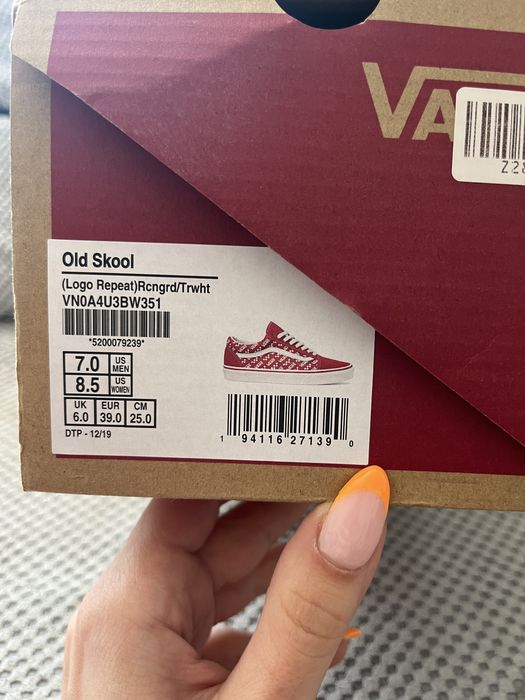 VA
Z28
Old Skool
(Logo Repeat)Rcngrd/Trwht
VN0A4U3BW351
*5200079239*
7.0 US MEN
8.5 US WOMEN
UK EUR CM
6.0 39.0 25.0
DTP - 12/19
1 94116 27139 0